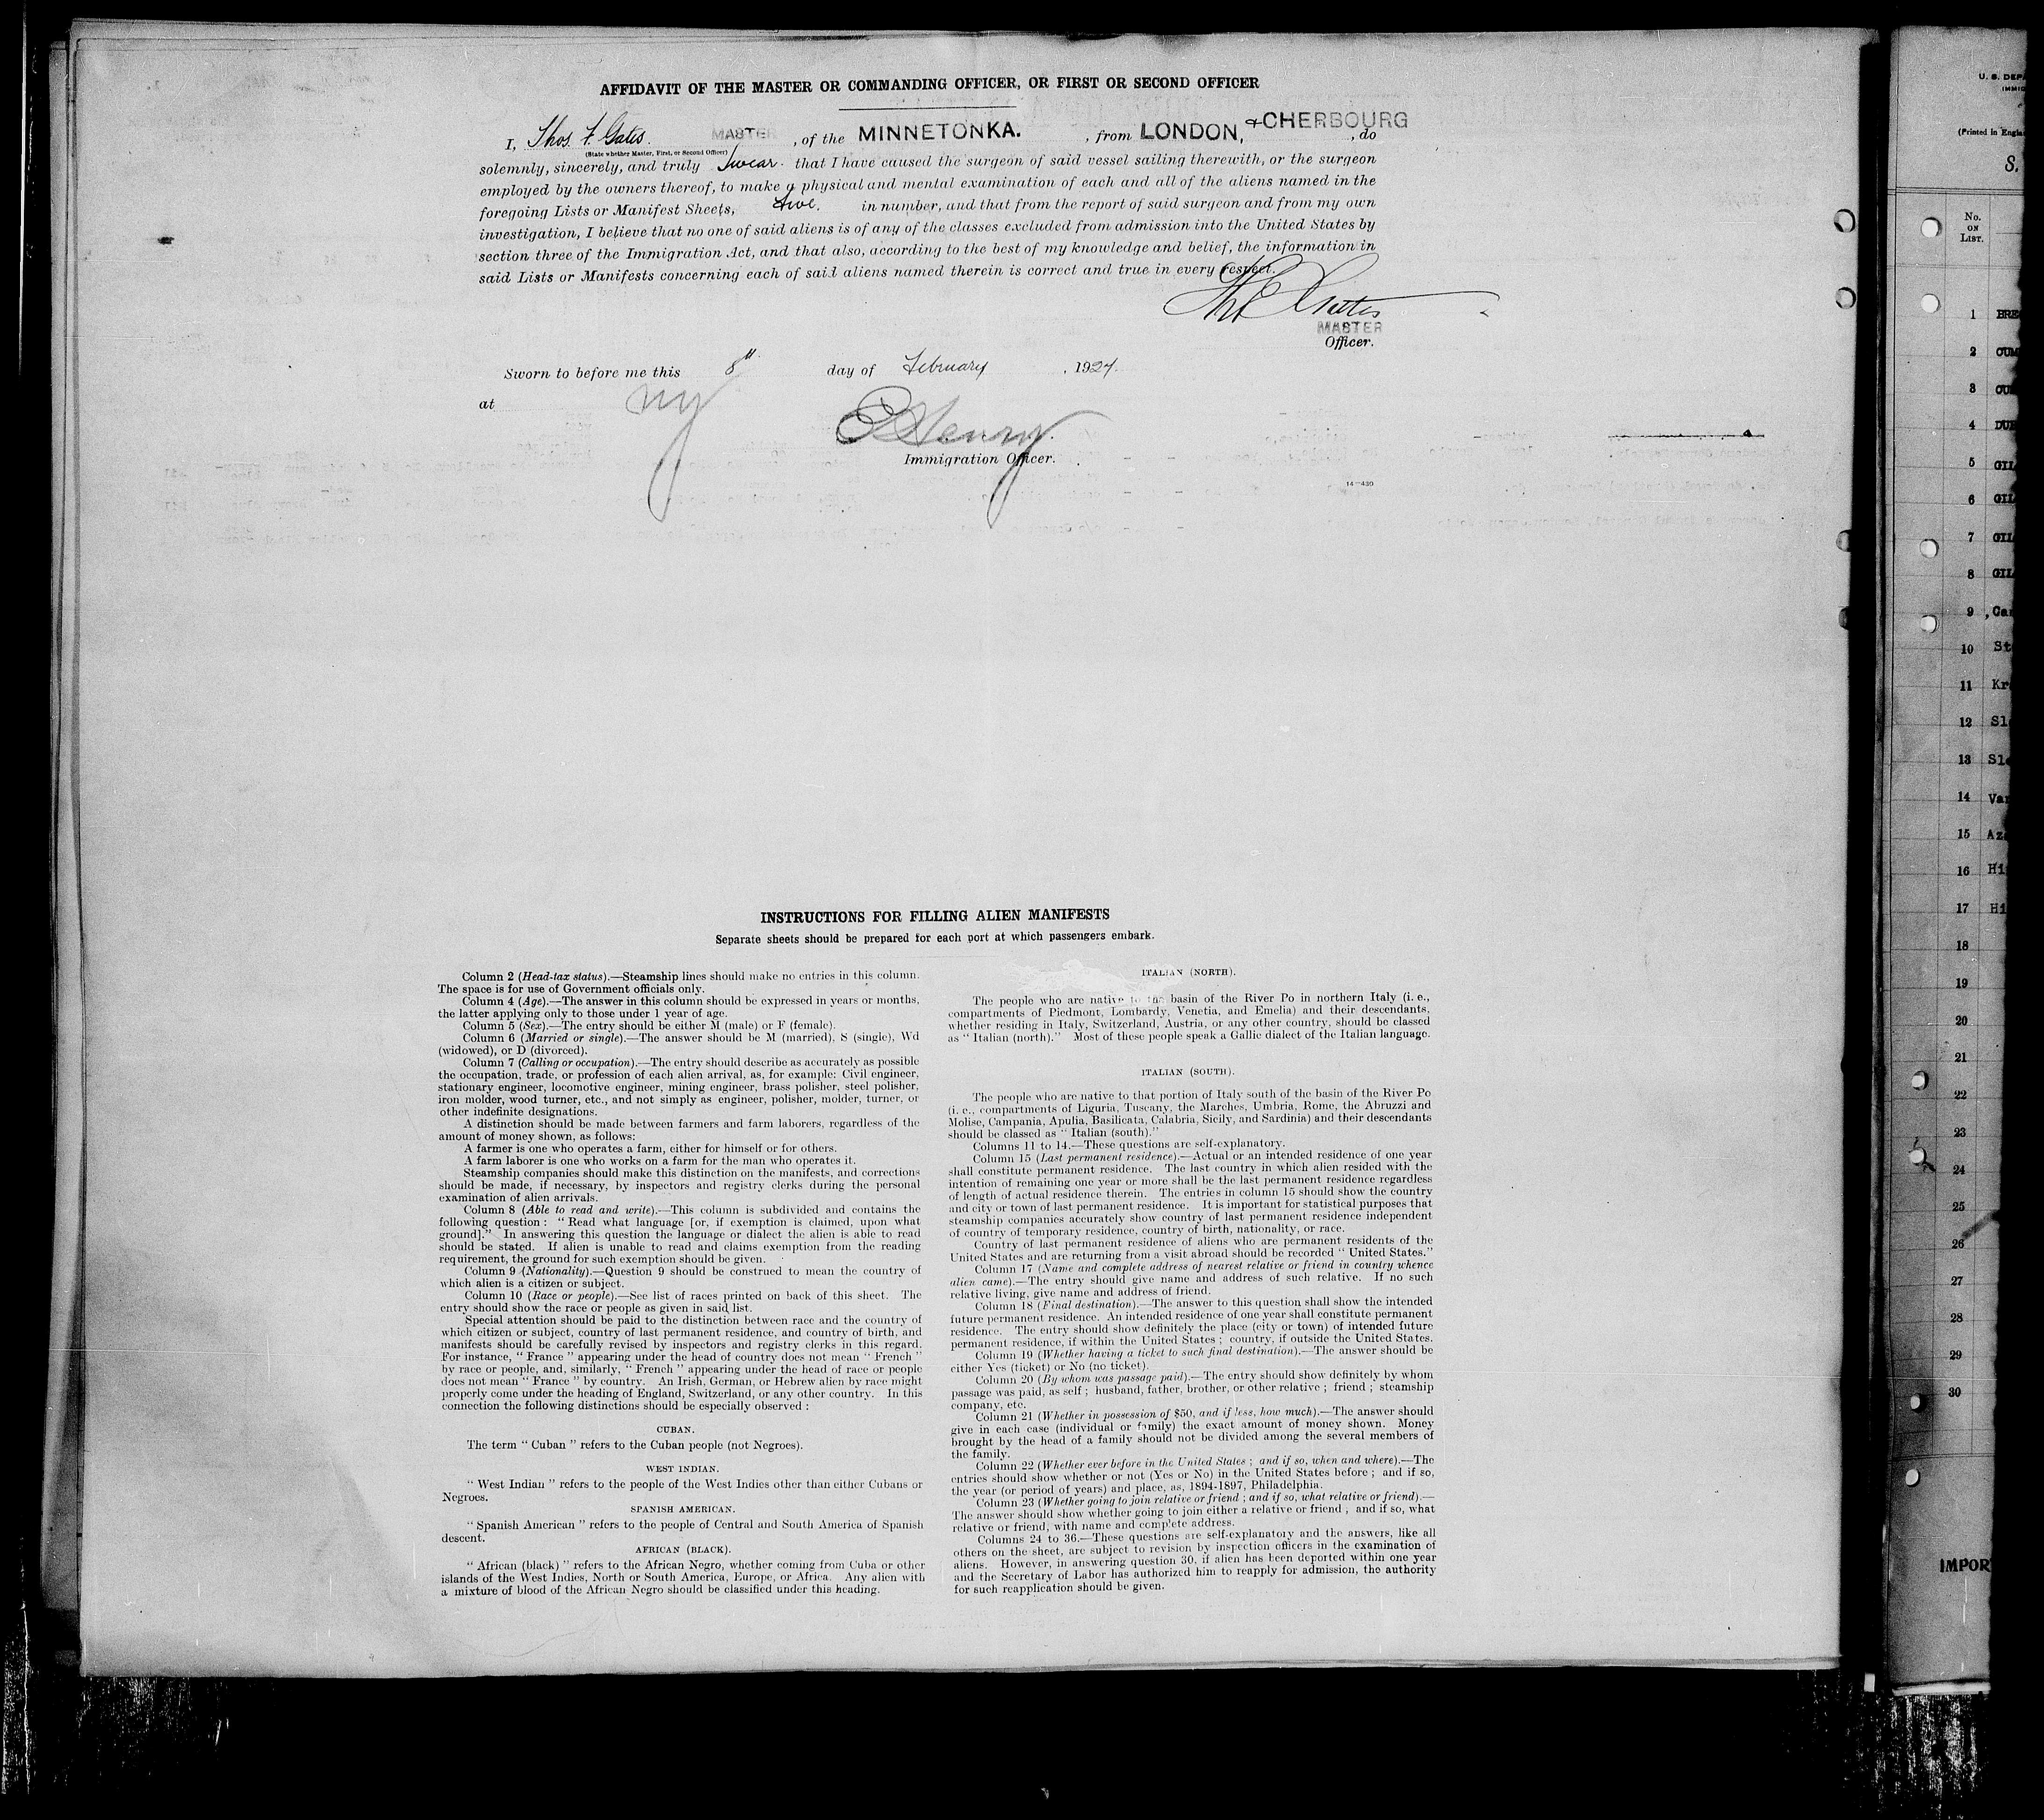 AFFIDAVIT OF THE MASTER OR COMMANDING OFFICER, OR FIRST OR SECOND OFFICER
I, Thos. F. Gates. MASTER, of the MINNETONKA., from LONDON, & CHERBOURG, do
(State whether Master, First, or Second Officer)
solemnly, sincerely, and truly swear that I have caused the surgeon of said vessel sailing therewith, or the surgeon
employed by the owners thereof, to make a physical and mental examination of each and all of the aliens named in the
foregoing Lists or Manifest Sheets, five. in number, and that from the report of said surgeon and from my own
investigation, I believe that no one of said aliens is of any of the classes excluded from admission into the United States by
section three of the Immigration Act, and that also, according to the best of my knowledge and belief, the information in
said Lists or Manifests concerning each of said aliens named therein is correct and true in every respect.
MASTER
Officer.
Sworn to before me this 8th day of February, 1927.
at NY
Henry
Immigration Officer.
14—430
INSTRUCTIONS FOR FILLING ALIEN MANIFESTS
Separate sheets should be prepared for each port at which passengers embark.
Column 2 (Head-tax status).—Steamship lines should make no entries in this column.
The space is for use of Government officials only.
Column 4 (Age).—The answer in this column should be expressed in years or months,
the latter applying only to those under 1 year of age.
Column 5 (Sex).—The entry should be either M (male) or F (female).
Column 6 (Married or single).—The answer should be M (married), S (single), Wd
(widowed), or D (divorced).
Column 7 (Calling or occupation).—The entry should describe as accurately as possible
the occupation, trade, or profession of each alien arrival, as, for example: Civil engineer,
stationary engineer, locomotive engineer, mining engineer, brass polisher, steel polisher,
iron molder, wood turner, etc., and not simply as engineer, polisher, molder, turner, or
other indefinite designations.
A distinction should be made between farmers and farm laborers, regardless of the
amount of money shown, as follows:
A farmer is one who operates a farm, either for himself or for others.
A farm laborer is one who works on a farm for the man who operates it.
Steamship companies should make this distinction on the manifests, and corrections
should be made, if necessary, by inspectors and registry clerks during the personal
examination of alien arrivals.
Column 8 (Able to read and write).—This column is subdivided and contains the
following question : " Read what language [or, if exemption is claimed, upon what
ground]." In answering this question the language or dialect the alien is able to read
should be stated. If alien is unable to read and claims exemption from the reading
requirement, the ground for such exemption should be given.
Column 9 (Nationality).—Question 9 should be construed to mean the country of
which alien is a citizen or subject.
Column 10 (Race or people).—See list of races printed on back of this sheet. The
entry should show the race or people as given in said list.
Special attention should be paid to the distinction between race and the country of
which citizen or subject, country of last permanent residence, and country of birth, and
manifests should be carefully revised by inspectors and registry clerks in this regard.
For instance, " France " appearing under the head of country does not mean " French "
by race or people, and, similarly, " French " appearing under the head of race or people
does not mean " France " by country. An Irish, German, or Hebrew alien by race might
properly come under the heading of England, Switzerland, or any other country. In this
connection the following distinctions should be especially observed :
CUBAN.
The term " Cuban " refers to the Cuban people (not Negroes).
WEST INDIAN.
" West Indian " refers to the people of the West Indies other than either Cubans or
Negroes.
SPANISH AMERICAN.
" Spanish American " refers to the people of Central and South America of Spanish
descent.
AFRICAN (BLACK).
" African (black) " refers to the African Negro, whether coming from Cuba or other
islands of the West Indies, North or South America, Europe, or Africa. Any alien with
a mixture of blood of the African Negro should be classified under this heading.
ITALIAN (NORTH).
The people who are native to the basin of the River Po in northern Italy (i. e.,
compartments of Piedmont, Lombardy, Venetia, and Emelia) and their descendants,
whether residing in Italy, Switzerland, Austria, or any other country, should be classed
as " Italian (north)." Most of these people speak a Gallic dialect of the Italian language.
ITALIAN (SOUTH).
The people who are native to that portion of Italy south of the basin of the River Po
(i. e., compartments of Liguria, Tuscany, the Marches, Umbria, Rome, the Abruzzi and
Molise, Campania, Apulia, Basilicata, Calabria, Sicily, and Sardinia) and their descendants
should be classed as " Italian (south)."
Columns 11 to 14.—These questions are self-explanatory.
Column 15 (Last permanent residence).—Actual or an intended residence of one year
shall constitute permanent residence. The last country in which alien resided with the
intention of remaining one year or more shall be the last permanent residence regardless
of length of actual residence therein. The entries in column 15 should show the country
and city or town of last permanent residence. It is important for statistical purposes that
steamship companies accurately show country of last permanent residence independent
of country of temporary residence, country of birth, nationality, or race.
Country of last permanent residence of aliens who are permanent residents of the
United States and are returning from a visit abroad should be recorded " United States."
Column 17 (Name and complete address of nearest relative or friend in country whence
alien came).—The entry should give name and address of such relative. If no such
relative living, give name and address of friend.
Column 18 (Final destination).—The answer to this question shall show the intended
future permanent residence. An intended residence of one year shall constitute permanent
residence. The entry should show definitely the place (city or town) of intended future
permanent residence, if within the United States ; country, if outside the United States.
Column 19 (Whether having a ticket to such final destination).—The answer should be
either Yes (ticket) or No (no ticket).
Column 20 (By whom was passage paid).—The entry should show definitely by whom
passage was paid, as self ; husband, father, brother, or other relative ; friend ; steamship
company, etc.
Column 21 (Whether in possession of $50, and if less, how much).—The answer should
give in each case (individual or family) the exact amount of money shown. Money
brought by the head of a family should not be divided among the several members of
the family.
Column 22 (Whether ever before in the United States ; and if so, when and where).—The
entries should show whether or not (Yes or No) in the United States before ; and if so,
the year (or period of years) and place, as, 1894-1897, Philadelphia.
Column 23 (Whether going to join relative or friend ; and if so, what relative or friend).—
The answer should show whether going to join either a relative or friend , and if so, what
relative or friend, with name and complete address.
Columns 24 to 36.—These questions are self-explanatory and the answers, like all
others on the sheet, are subject to revision by inspection officers in the examination of
aliens. However, in answering question 30, if alien has been deported within one year
and the Secretary of Labor has authorized him to reapply for admission, the authority
for such reapplication should be given.
U. S. DEPA
IMMIG
(Printed in Engla
S.
No.
ON
LIST.
1 BRE
2 CUM
3 CUM
4 DUN
5 GIL
6 GIL
7 GIL
8 GIL
9 Ca
10 St
11 Kr
12 Sl
13 Sl
14 Va
15 Az
16 Hi
17 Hi
18
19
20
21
22
23
24
25
26
27
28
29
30
IMPOR